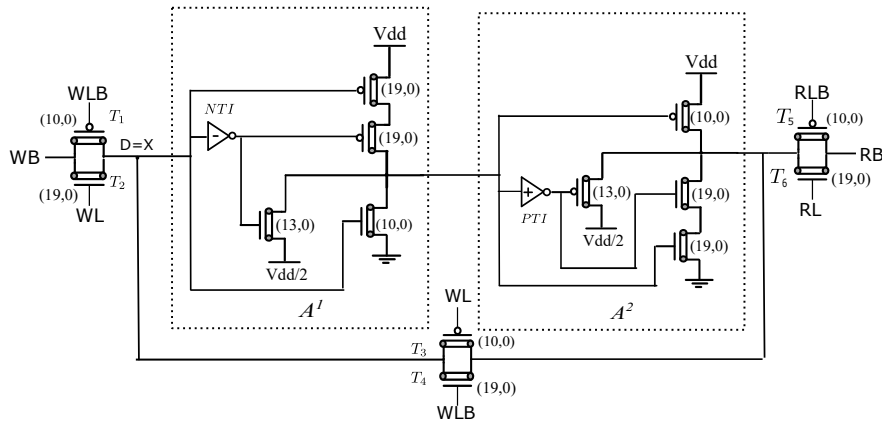 Vdd
Vdd
WLB
(19,0)
RLB
(10,0)
T1
NTI
(10,0)
T5
(10,0)
D=X
(19,0)
WB
RB
T2
(13,0)
(19,0)
T6
(19,0)
(19,0)
WL
(13,0)
(10,0)
PTI
Vdd/2
(19,0)
RL
Vdd/2
A1
WL
A2
T3
(10,0)
T4
(19,0)
WLB
-
+